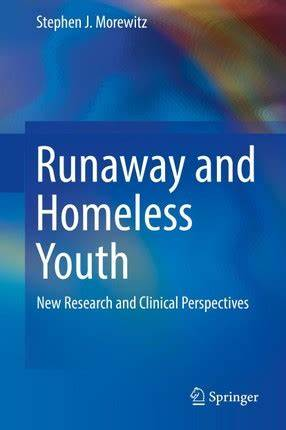 Stephen J. Morewitz
Runaway and
Homeless
Youth
New Research and Clinical Perspectives
Springer